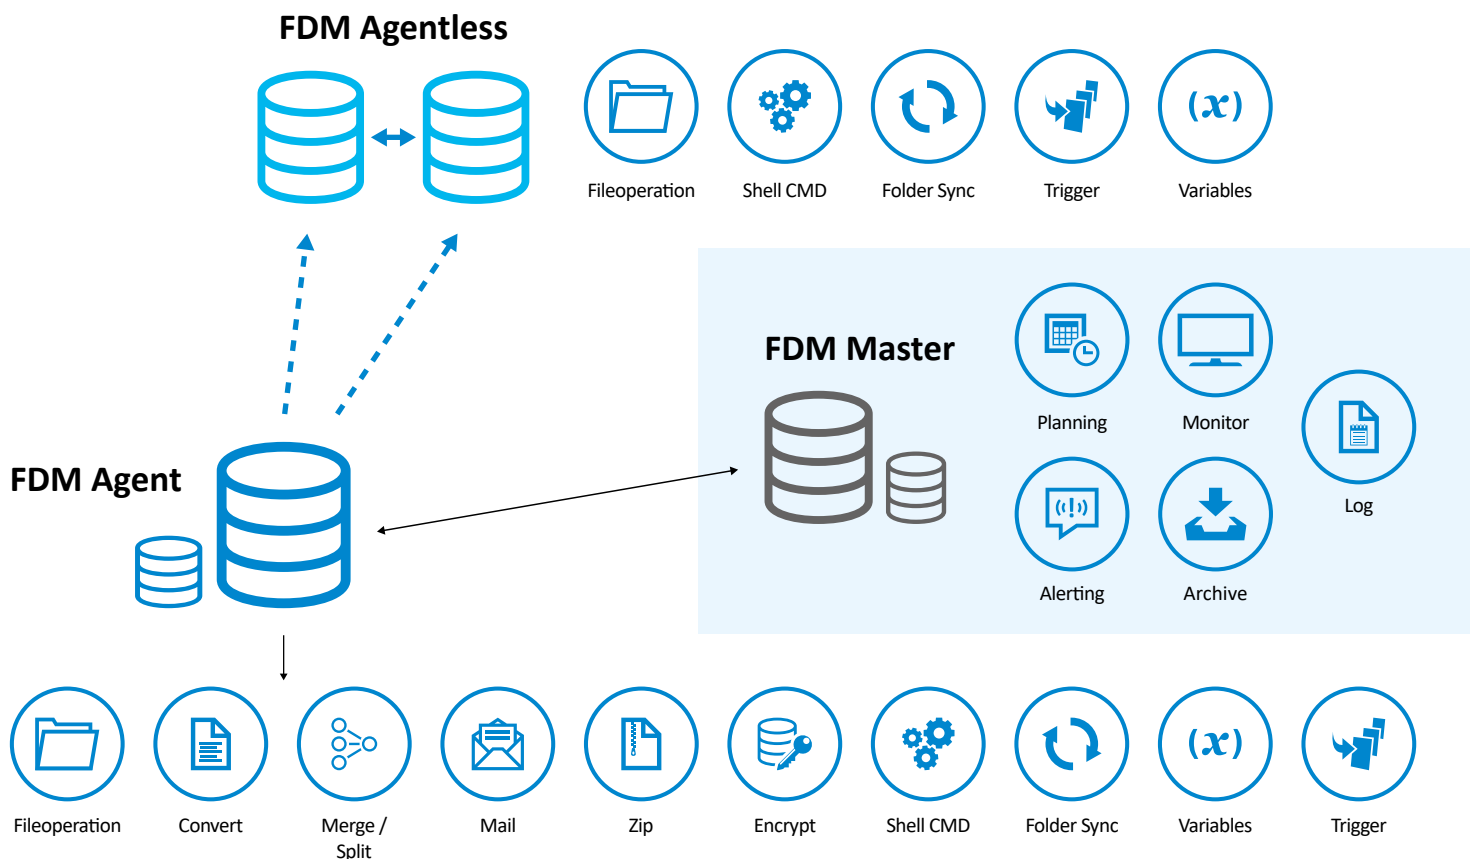 FDM Agentless
Fileoperation
Shell CMD
Folder Sync
Trigger
(x)
Variables
FDM Master
Planning
Monitor
Log
Alerting
Archive
FDM Agent
Fileoperation
Convert
Merge /
Split
Mail
Zip
Encrypt
Shell CMD
Folder Sync
(x)
Variables
Trigger